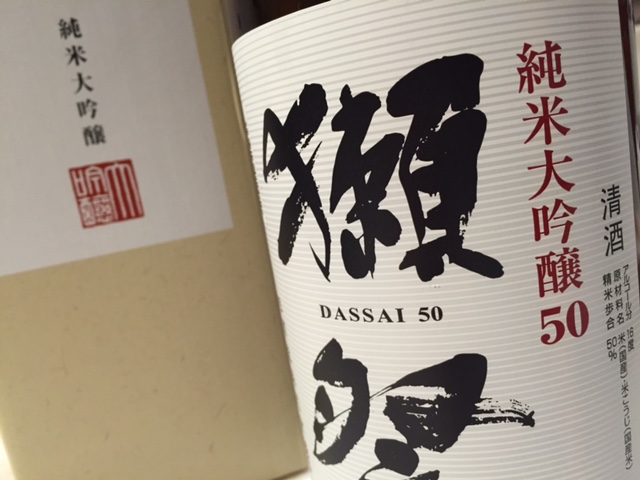 純米大吟醸
獺祭
DASSAI 50
純米大吟醸50
清酒
アルコール分 16度
原材料名 米(国産)・米こうじ(国産米)
精米歩合 50%